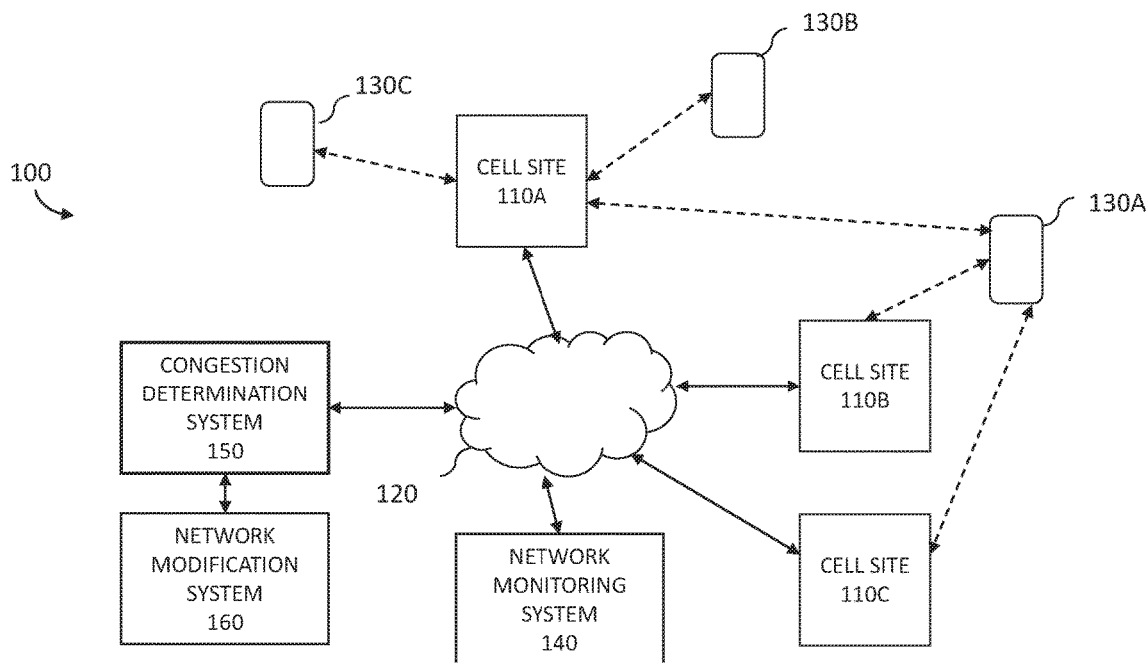 130B
130C
100
CELL SITE
110A
130A
CONGESTION
DETERMINATION
SYSTEM
150
CELL SITE
110B
120
NETWORK
MODIFICATION
SYSTEM
160
NETWORK
MONITORING
SYSTEM
140
CELL SITE
110C